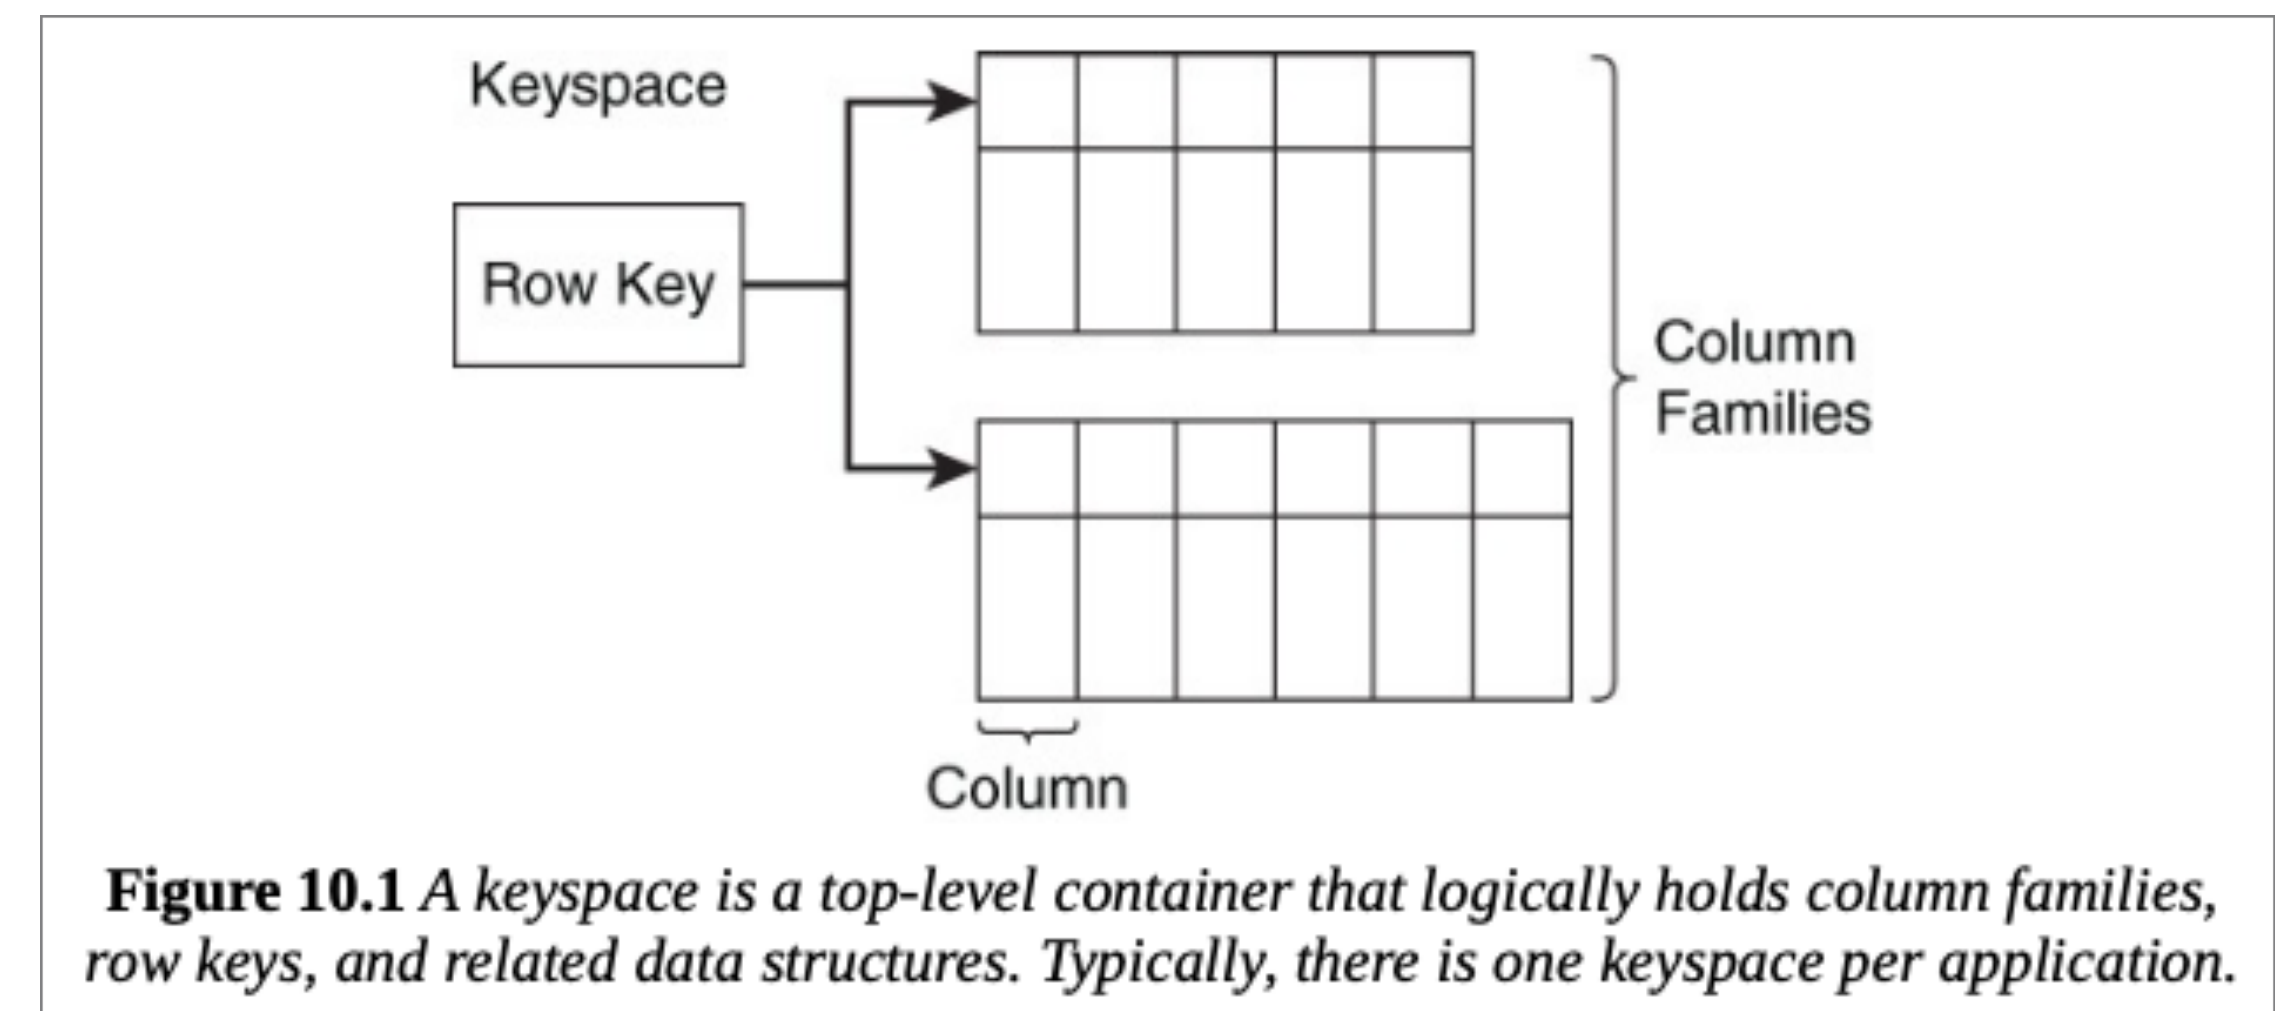 Keyspace
Row Key
Column
Families
Column
Figure 10.1 A keyspace is a top-level container that logically holds column families,
row keys, and related data structures. Typically, there is one keyspace per application.